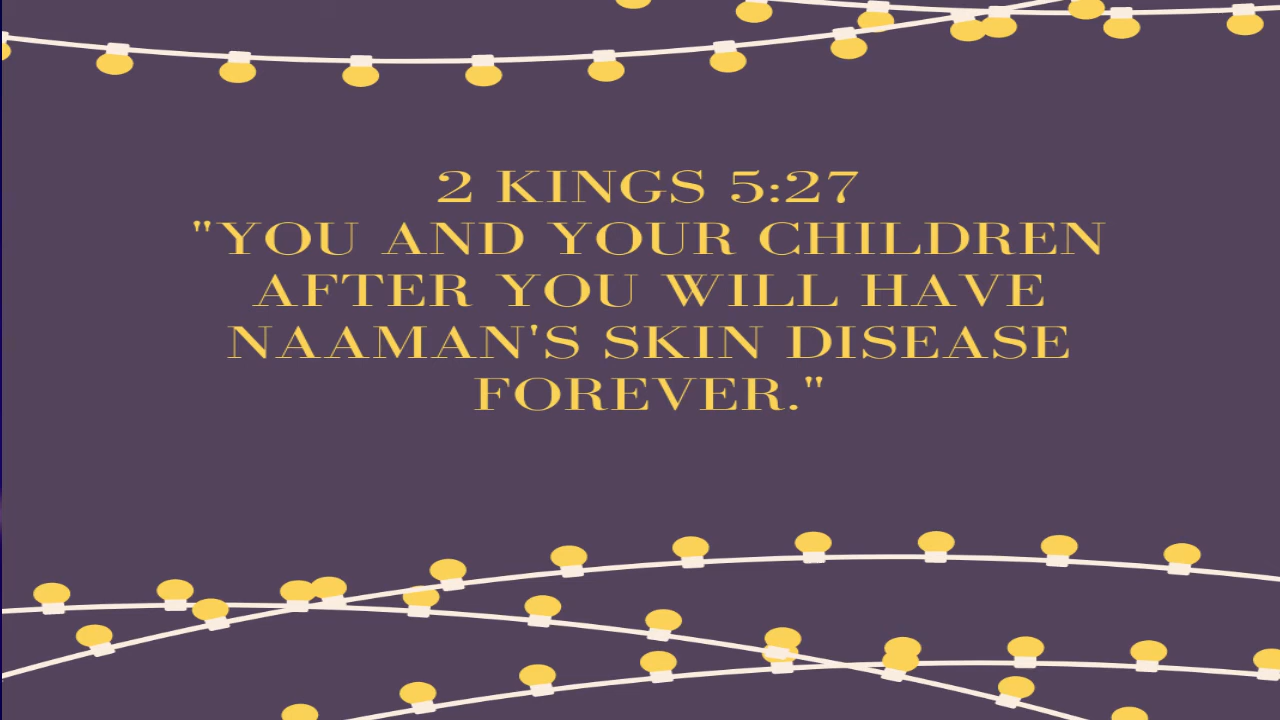 2 KINGS 5:27
"YOU AND YOUR CHILDREN
AFTER YOU WILL HAVE
NAAMAN'S SKIN DISEASE
FOREVER."